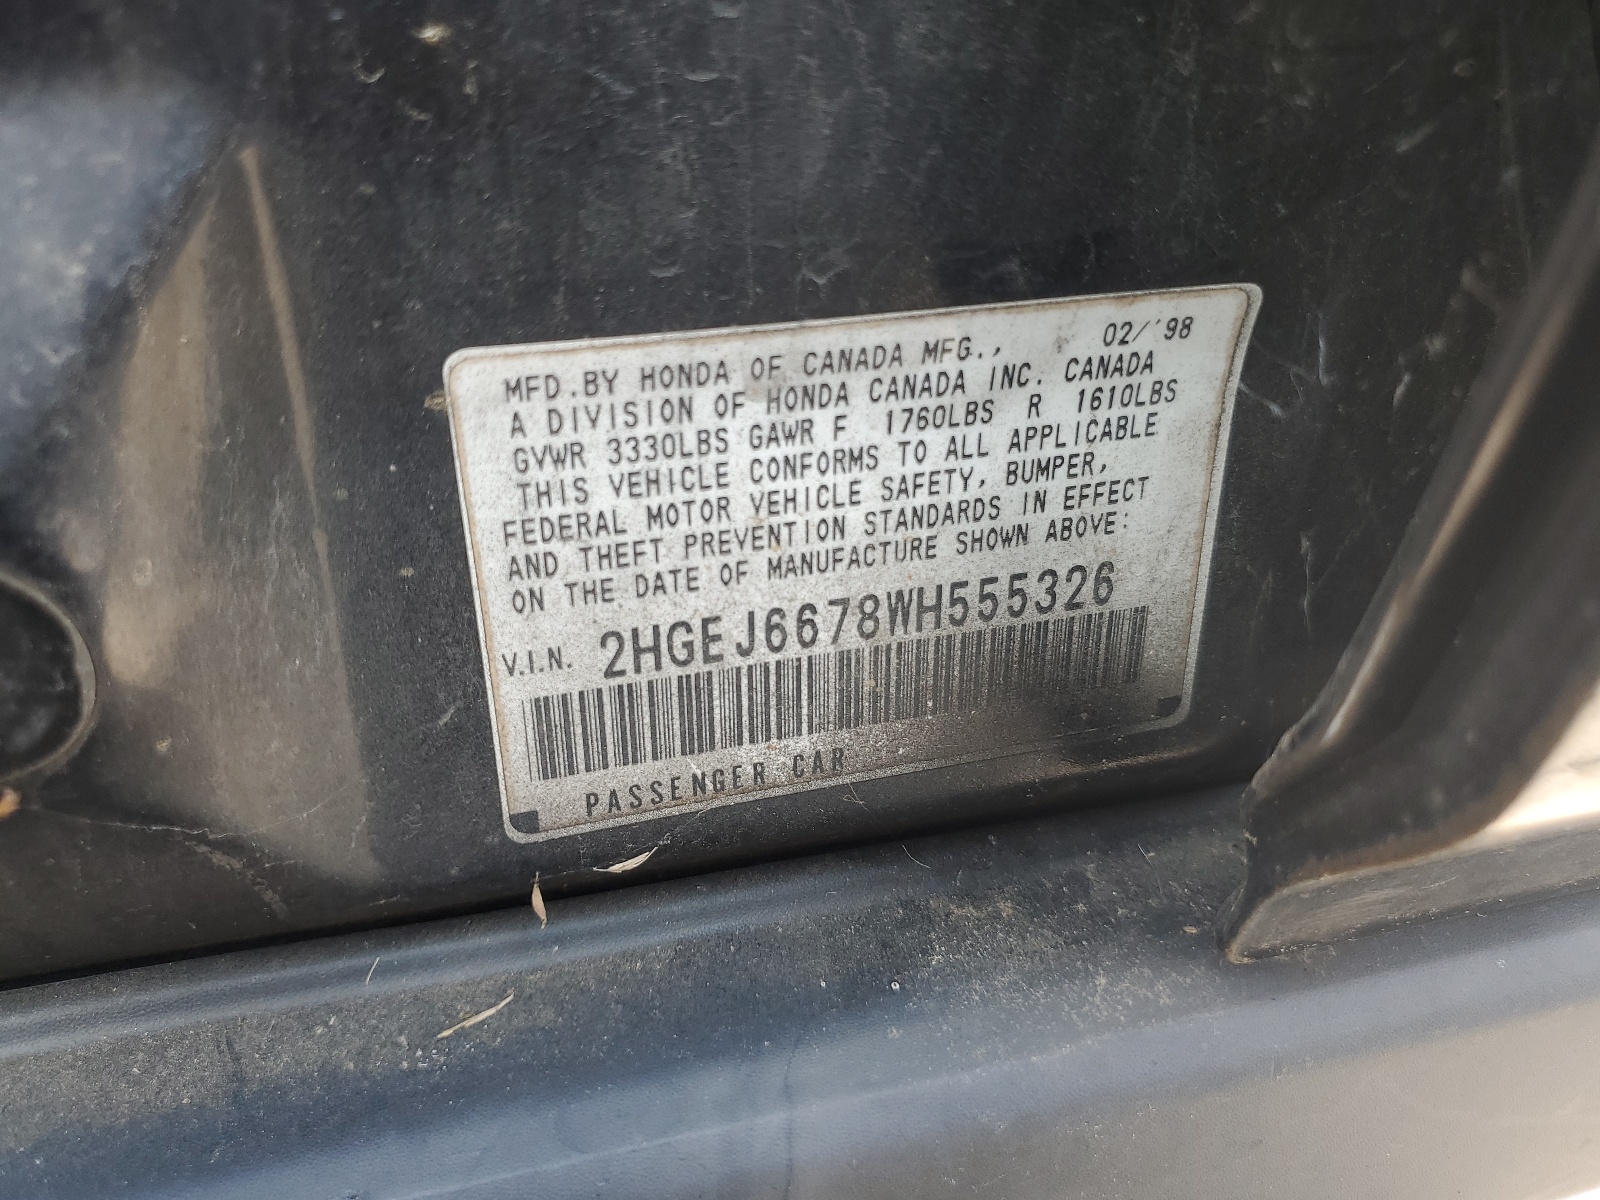 02/'98
MFD.BY HONDA OF CANADA MFG.,
A DIVISION OF HONDA CANADA INC. CANADA
GVWR 3330LBS GAWR F 1760LBS R 1610LBS
THIS VEHICLE CONFORMS TO ALL APPLICABLE
FEDERAL MOTOR VEHICLE SAFETY, BUMPER,
AND THEFT PREVENTION STANDARDS IN EFFECT
ON THE DATE OF MANUFACTURE SHOWN ABOVE:
V.I.N. 2HGEJ6678WH555326
PASSENGER CAR